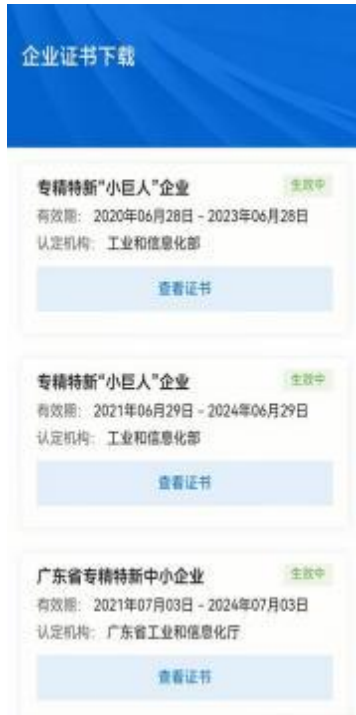 企业证书下载
专精特新“小巨人”企业 生效中
有效期: 2020年06月28日 - 2023年06月28日
认定机构: 工业和信息化部
查看证书
专精特新“小巨人”企业 生效中
有效期: 2021年06月29日 - 2024年06月29日
认定机构: 工业和信息化部
查看证书
广东省专精特新中小企业 生效中
有效期: 2021年07月03日 - 2024年07月03日
认定机构: 广东省工业和信息化厅
查看证书